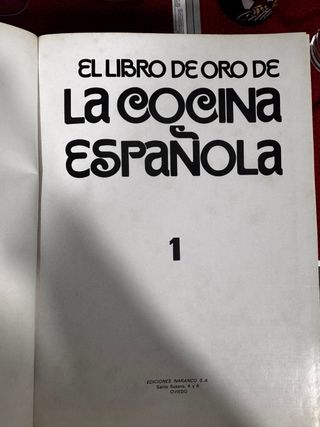 EL LIBRO DE ORO DE
LA COCINA
ESPAÑOLA
1
EDICIONES NARANCO S.A.
Santa Susana, 4 y 6
OVIEDO